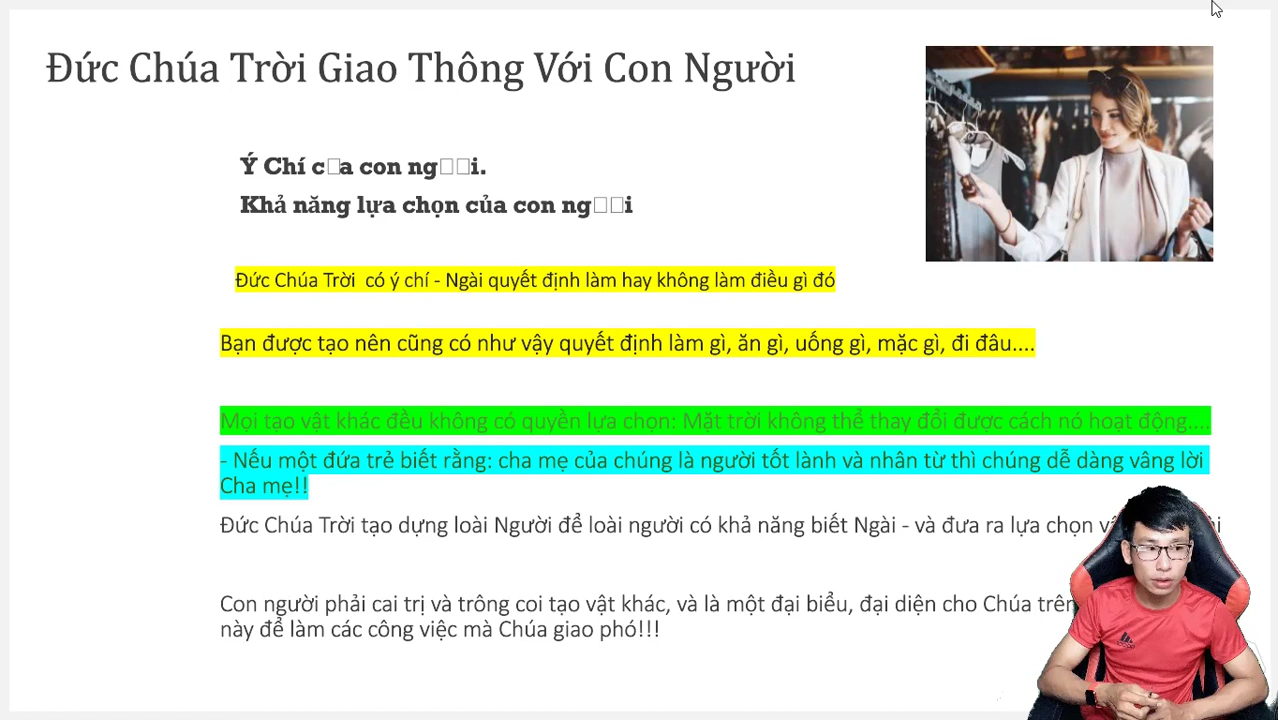 Đức Chúa Trời Giao Thông Với Con Người
Ý Chí c□a con ng□□i.
Khả năng lựa chọn của con ng□□i
Đức Chúa Trời  có ý chí - Ngài quyết định làm hay không làm điều gì đó
Bạn được tạo nên cũng có như vậy quyết định làm gì, ăn gì, uống gì, mặc gì, đi đâu....
Mọi tạo vật khác đều không có quyền lựa chọn: Mặt trời không thể thay đổi được cách nó hoạt động....
- Nếu một đứa trẻ biết rằng: cha mẹ của chúng là người tốt lành và nhân từ thì chúng dễ dàng vâng lời
Cha mẹ!!
Đức Chúa Trời tạo dựng loài Người để loài người có khả năng biết Ngài - và đưa ra lựa chọn
Con người phải cai trị và trông coi tạo vật khác, và là một đại biểu, đại diện cho Chúa trên
này để làm các công việc mà Chúa giao phó!!!